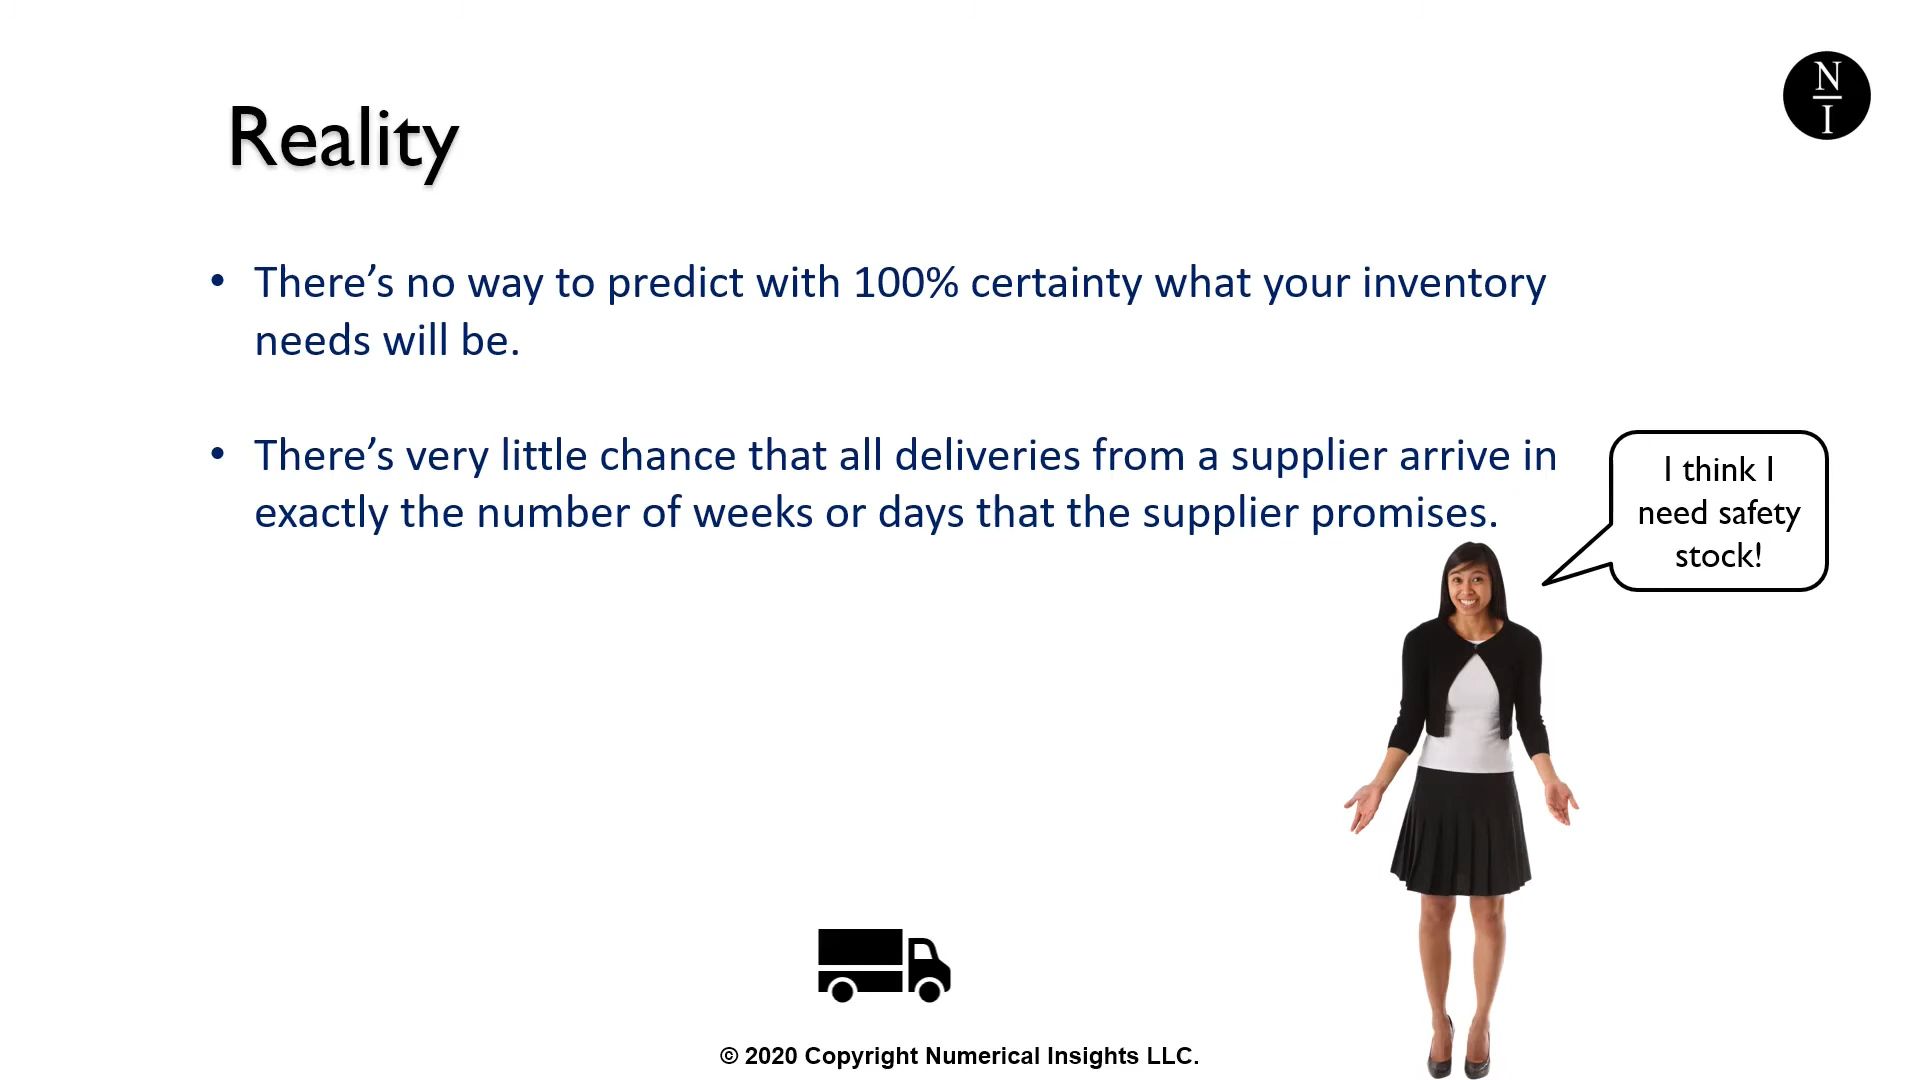 N
I
Reality
• There’s no way to predict with 100% certainty what your inventory
needs will be.
• There’s very little chance that all deliveries from a supplier arrive in
exactly the number of weeks or days that the supplier promises.
I think I
need safety
stock!
© 2020 Copyright Numerical Insights LLC.